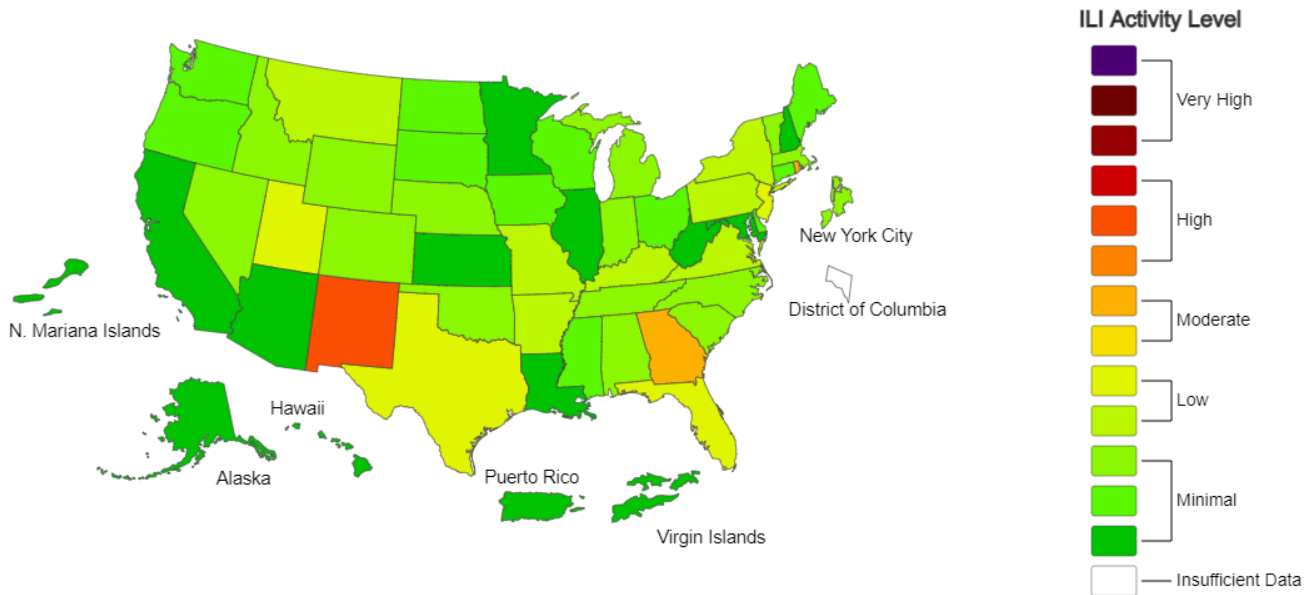 ILI Activity Level
Very High
High
Moderate
Low
Minimal
Insufficient Data
New York City
District of Columbia
N. Mariana Islands
Hawaii
Alaska
Puerto Rico
Virgin Islands